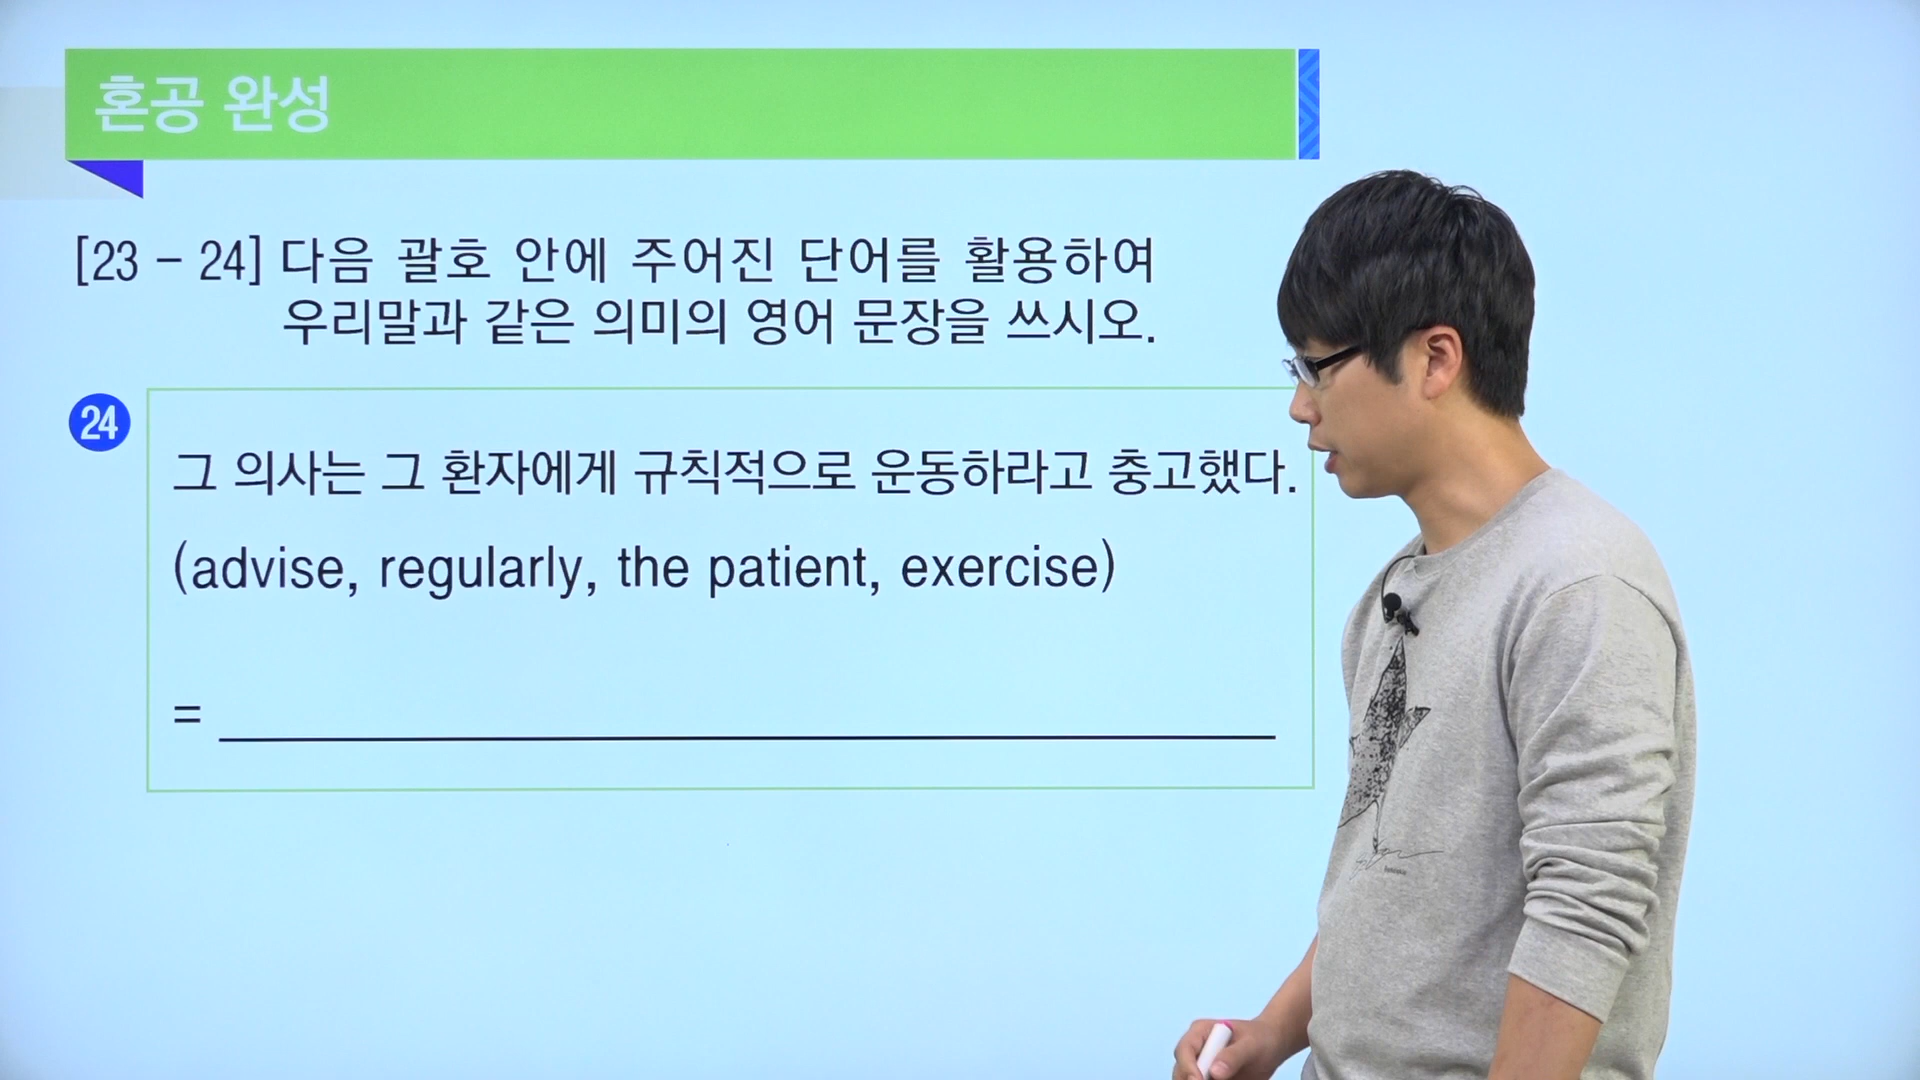 혼공 완성
[23 – 24] 다음 괄호 안에 주어진 단어를 활용하여
우리말과 같은 의미의 영어 문장을 쓰시오.
24
그 의사는 그 환자에게 규칙적으로 운동하라고 충고했다.
(advise, regularly, the patient, exercise)
=